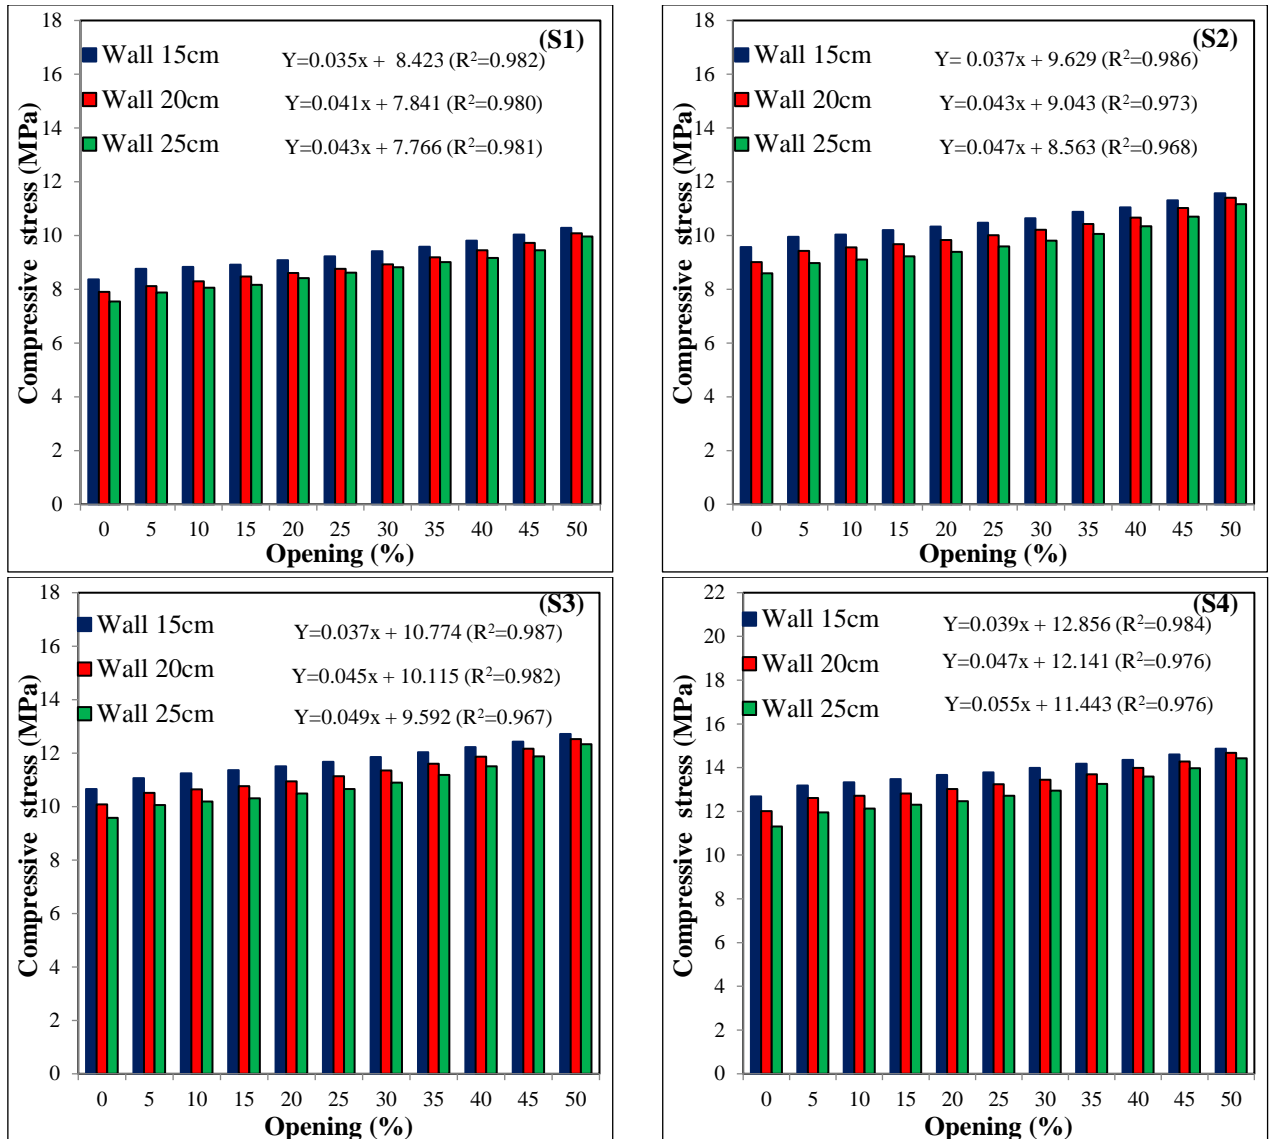 (S1)
Wall 15cm
Y=0.035x + 8.423 (R²=0.982)
Wall 20cm
Y=0.041x + 7.841 (R²=0.980)
Wall 25cm
Y=0.043x + 7.766 (R²=0.981)
Compressive stress (MPa)
18
16
14
12
10
8
6
4
2
0
0 5 10 15 20 25 30 35 40 45 50
Opening (%)
(S2)
Wall 15cm
Y= 0.037x + 9.629 (R²=0.986)
Wall 20cm
Y=0.043x + 9.043 (R²=0.973)
Wall 25cm
Y=0.047x + 8.563 (R²=0.968)
Compressive stress (MPa)
18
16
14
12
10
8
6
4
2
0
0 5 10 15 20 25 30 35 40 45 50
Opening (%)
(S3)
Wall 15cm
Y=0.037x + 10.774 (R²=0.987)
Wall 20cm
Y=0.045x + 10.115 (R²=0.982)
Wall 25cm
Y=0.049x + 9.592 (R²=0.967)
Compressive stress (MPa)
18
16
14
12
10
8
6
4
2
0
0 5 10 15 20 25 30 35 40 45 50
Opening (%)
(S4)
Wall 15cm
Y=0.039x + 12.856 (R²=0.984)
Wall 20cm
Y=0.047x + 12.141 (R²=0.976)
Wall 25cm
Y=0.055x + 11.443 (R²=0.976)
Compressive stress (MPa)
22
20
18
16
14
12
10
8
6
4
2
0
0 5 10 15 20 25 30 35 40 45 50
Opening (%)